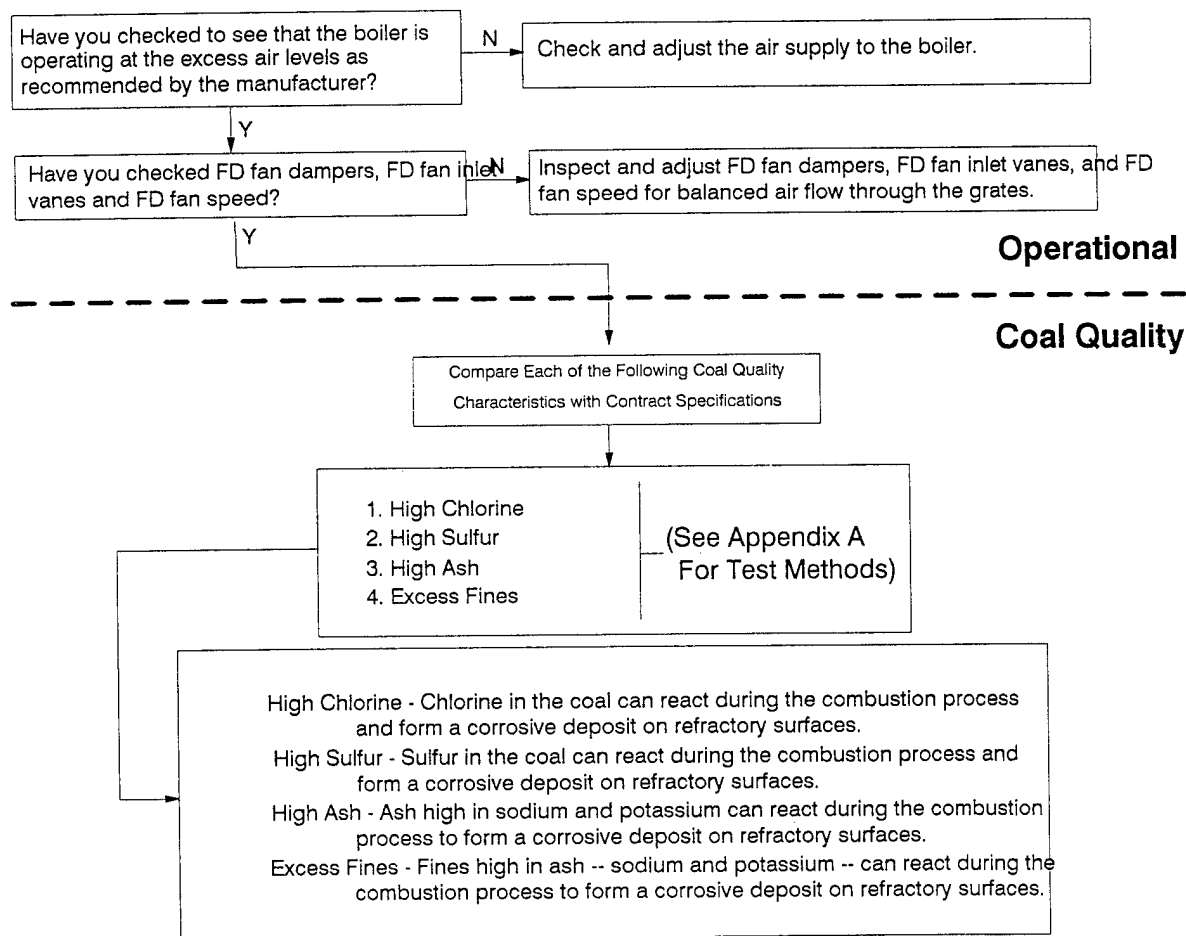 Have you checked to see that the boiler is
operating at the excess air levels as
recommended by the manufacturer?
N
Check and adjust the air supply to the boiler.
Y
Have you checked FD fan dampers, FD fan inlet
vanes and FD fan speed?
N
Inspect and adjust FD fan dampers, FD fan inlet vanes, and FD
fan speed for balanced air flow through the grates.
Y
Operational
Coal Quality
Compare Each of the Following Coal Quality
Characteristics with Contract Specifications
1. High Chlorine
2. High Sulfur
3. High Ash
4. Excess Fines
(See Appendix A
For Test Methods)
High Chlorine - Chlorine in the coal can react during the combustion process
and form a corrosive deposit on refractory surfaces.
High Sulfur - Sulfur in the coal can react during the combustion process and
form a corrosive deposit on refractory surfaces.
High Ash - Ash high in sodium and potassium can react during the combustion
process to form a corrosive deposit on refractory surfaces.
Excess Fines - Fines high in ash -- sodium and potassium -- can react during the
combustion process to form a corrosive deposit on refractory surfaces.